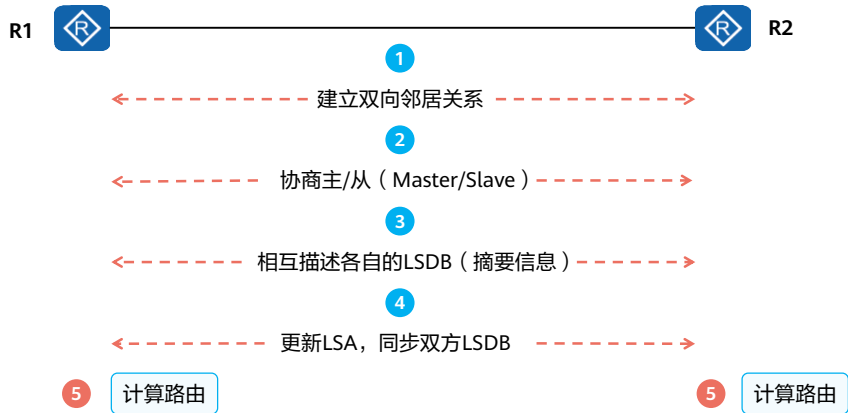 R1 R R R2
1
建立双向邻居关系
2
协商主/从（Master/Slave）
3
相互描述各自的LSDB（摘要信息）
4
更新LSA，同步双方LSDB
5 计算路由 5 计算路由